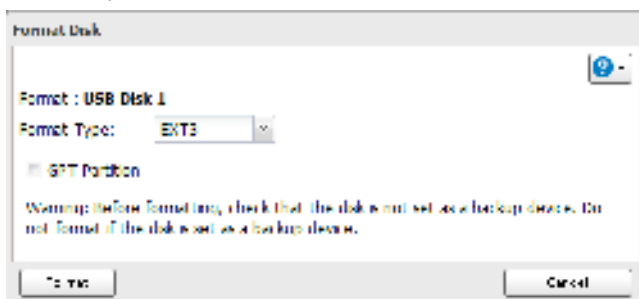 Format Disk
Format : USB Disk 1
Format Type: EXT3
GPT Partition
Warning: Before formatting, check that the disk is not set as a backup device. Do
not format if the disk is set as a backup device.
Format Cancel